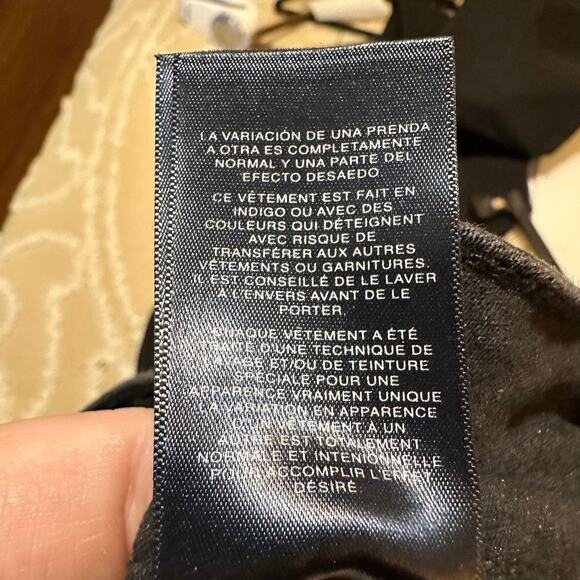 LA VARIACIÓN DE UNA PRENDA
A OTRA ES COMPLETAMENTE
NORMAL Y UNA PARTE DEL
EFECTO DESAEDO.
CE VÊTEMENT EST FAIT EN
INDIGO OU AVEC DES
COULEURS QUI DÉTEIGNENT
AVEC RISQUE DE
TRANSFÉRER AUX AUTRES
VÊTEMENTS OU GARNITURES.
IL EST CONSEILLÉ DE LE LAVER
À L'ENVERS AVANT DE LE
PORTER.
CHAQUE VÊTEMENT A ÉTÉ
D'UNE TECHNIQUE DE
LAVAGE ET/OU DE TEINTURE
SPÉCIALE POUR UNE
APPARENCE VRAIMENT UNIQUE
LA VARIATION EN APPARENCE
VÊTEMENT À UN
AUTRE EST TOTALEMENT
NORMALE ET INTENIONNELLE
POUR ACCOMPLIR L'EFFET
DÉSIRÉ.